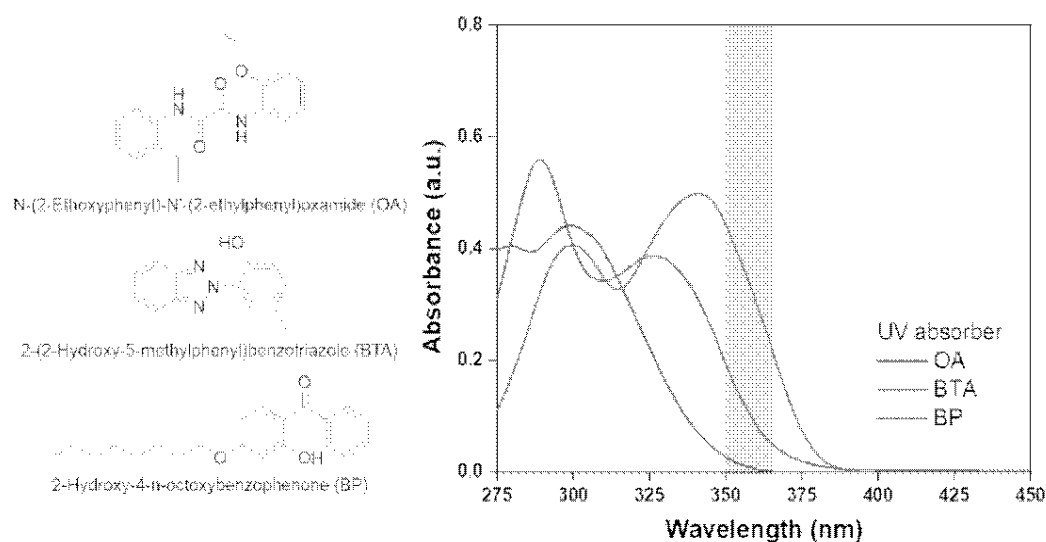 H
N
O
O
O
N
H
N-(2-Ethoxyphenyl)-N'-(2-ethylphenyl)oxamide (OA)
HO
N
N
N
2-(2-Hydroxy-5-methylphenyl)benzotriazole (BTA)
O
O
OH
2-Hydroxy-4-n-octoxybenzophenone (BP)
Absorbance (a.u.)
0.8
0.6
0.4
0.2
0.0
UV absorber
OA
BTA
BP
275 300 325 350 375 400 425 450
Wavelength (nm)